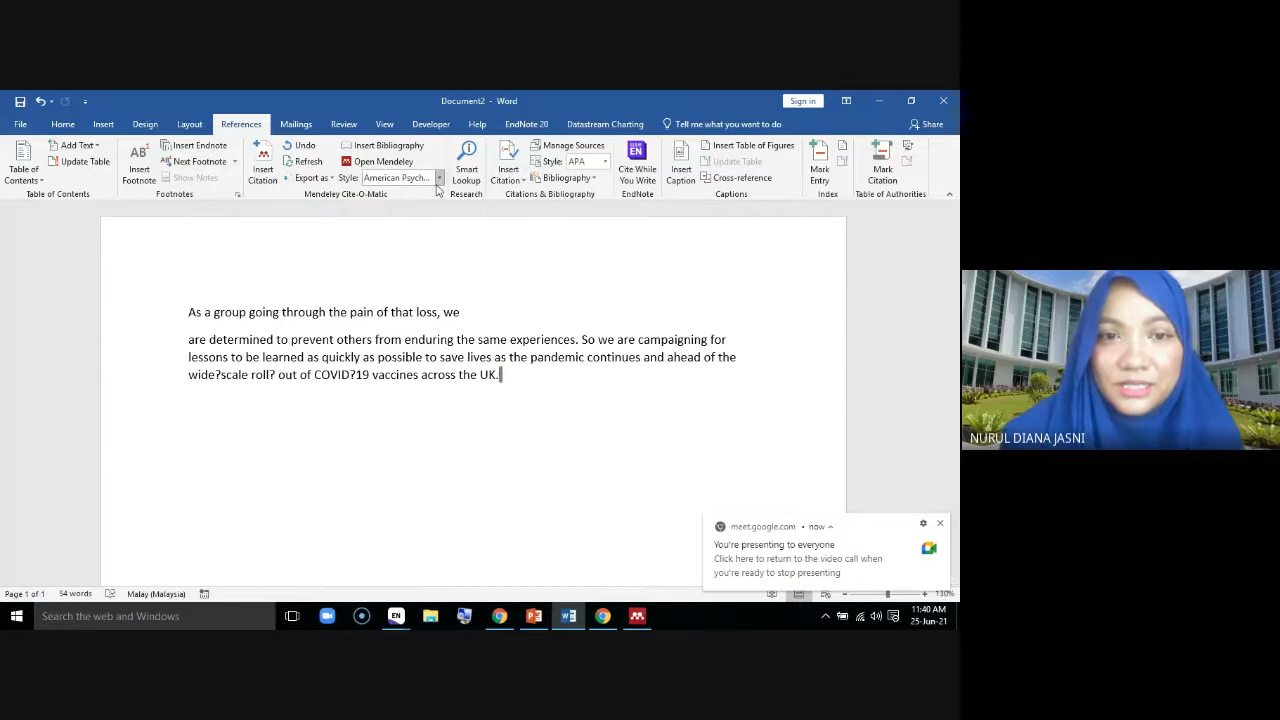 Document2 - Word
Sign in
File Home Insert Design Layout References Mailings Review View Developer Help EndNote 20 Datastream Charting Tell me what you want to do Share
Table of Contents
Add Text
Update Table
Table of Contents
AB1
Insert Footnote
Insert Endnote
Next Footnote
Show Notes
Footnotes
Insert Citation
Undo
Refresh
Export as
Insert Bibliography
Open Mendeley
Style: American Psych...
Mendeley Cite-O-Matic
Smart Lookup
Research
Insert Citation
Manage Sources
Style: APA
Bibliography
Citations & Bibliography
EN
Cite While You Write
EndNote
Insert Caption
Insert Table of Figures
Update Table
Cross-reference
Captions
Mark Entry
Index
Mark Citation
Table of Authorities
As a group going through the pain of that loss, we
are determined to prevent others from enduring the same experiences. So we are campaigning for
lessons to be learned as quickly as possible to save lives as the pandemic continues and ahead of the
wide?scale roll? out of COVID?19 vaccines across the UK.
NURUL DIANA JASNI
meet.google.com • now
You're presenting to everyone
Click here to return to the video call when
you're ready to stop presenting
Page 1 of 1 54 words Malay (Malaysia) 130%
Search the web and Windows
EN
11:40 AM
25-Jun-21